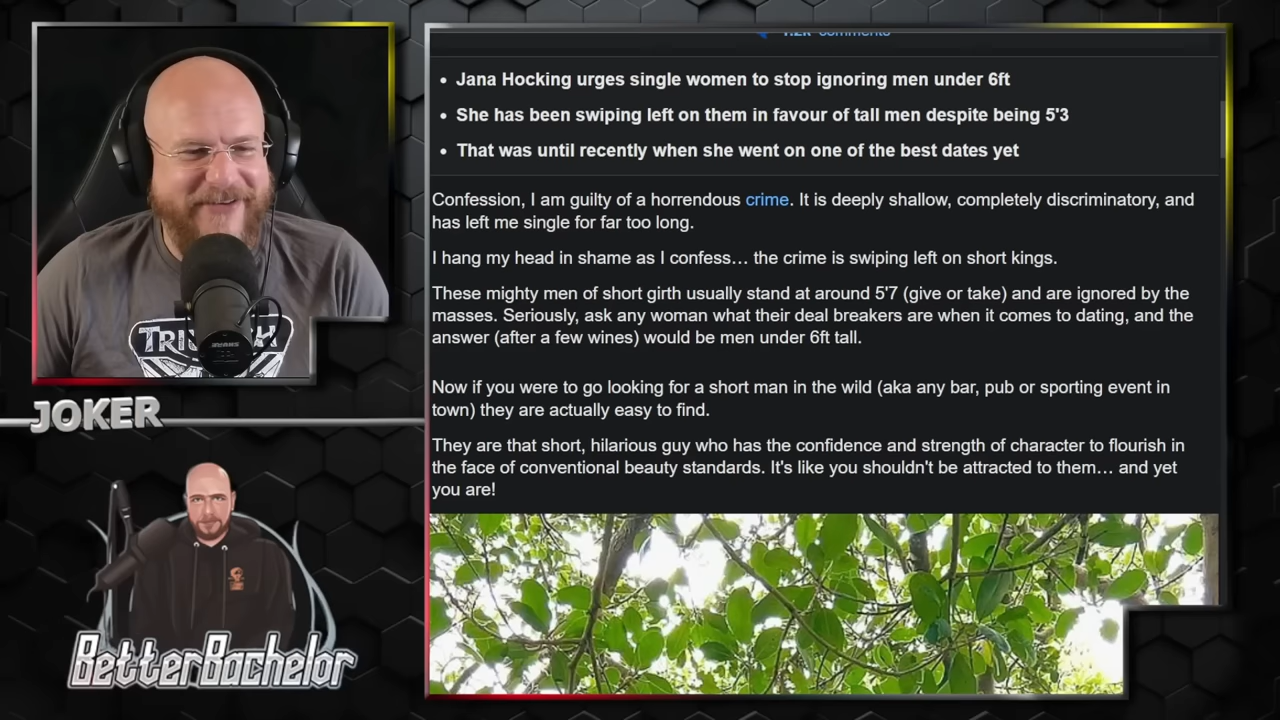 1.2k comments
• Jana Hocking urges single women to stop ignoring men under 6ft
• She has been swiping left on them in favour of tall men despite being 5'3
• That was until recently when she went on one of the best dates yet
Confession, I am guilty of a horrendous crime. It is deeply shallow, completely discriminatory, and
has left me single for far too long.
I hang my head in shame as I confess… the crime is swiping left on short kings.
These mighty men of short girth usually stand at around 5'7 (give or take) and are ignored by the
masses. Seriously, ask any woman what their deal breakers are when it comes to dating, and the
answer (after a few wines) would be men under 6ft tall.
Now if you were to go looking for a short man in the wild (aka any bar, pub or sporting event in
town) they are actually easy to find.
They are that short, hilarious guy who has the confidence and strength of character to flourish in
the face of conventional beauty standards. It's like you shouldn't be attracted to them… and yet
you are!
SHURE
JOKER
BetterBachelor